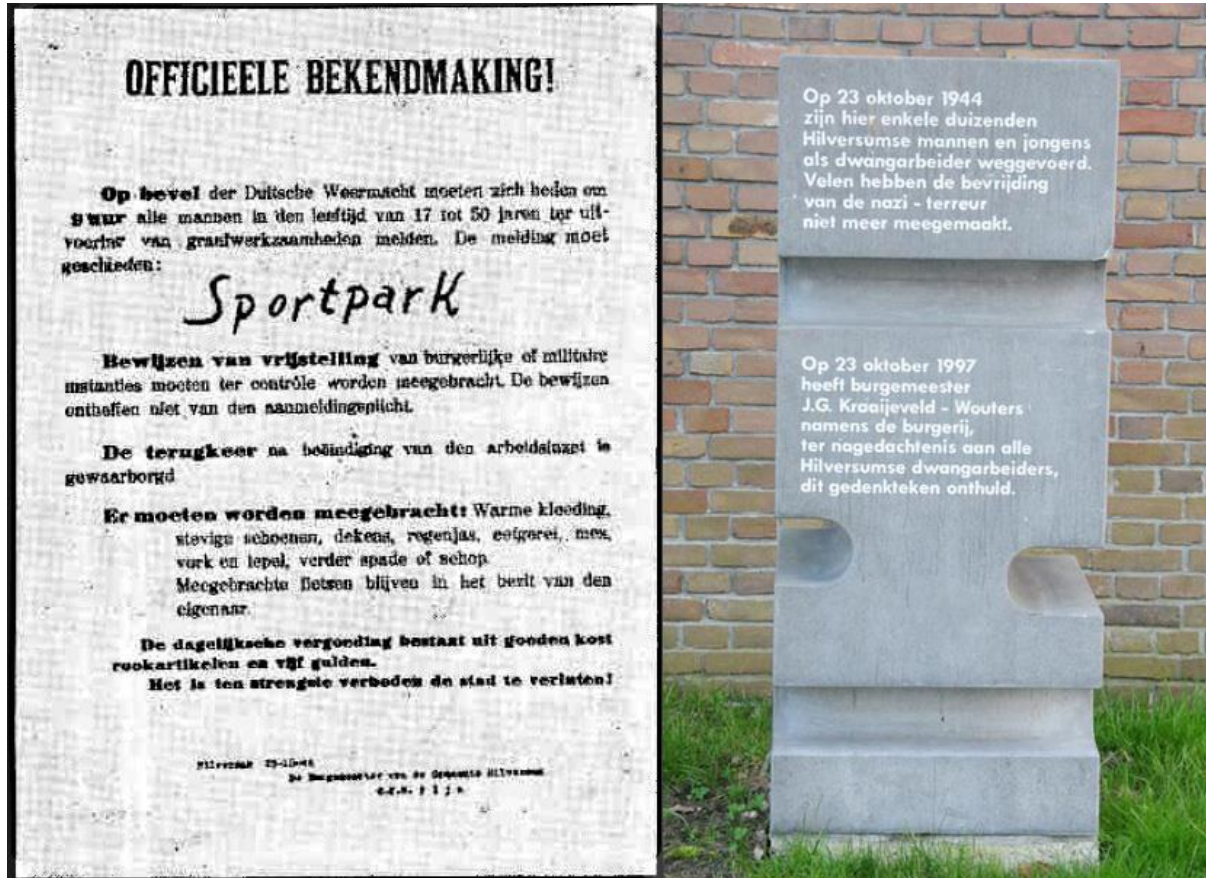 OFFICIEELE BEKENDMAKING!
Op bevel der Duitsche Weermacht moeten zich heden om
9 uur alle mannen in den leeftijd van 17 tot 50 jaren ter uit-
voering van graafwerkzaamheden melden. De melding moet
geschieden:
Sportpark
Bewijzen van vrijstelling van burgerlijke of militaire
instanties moeten ter contrôle worden meegebracht. De bewijzen
ontheffen niet van den aanmeldingsplicht.
De terugkeer na beëindiging van den arbeidsinzet is
gewaarborgd
Er moeten worden meegebracht: Warme kleeding,
stevige schoenen, dekens, regenjas, eetgerei, mes,
vork en lepel, verder spade of schop
Meegebrachte fietsen blijven in het bezit van den
eigenaar.
De dagelijksche vergoeding bestaat uit gooden kost
rookartikelen en vijf gulden.
Het is ten strengste verboden de stad te verlaten!
Hilversum
De Burgemeester van de Gemeente Hilversum
Op 23 oktober 1944
zijn hier enkele duizenden
Hilversumse mannen en jongens
als dwangarbeider weggevoerd.
Velen hebben de bevrijding
van de nazi - terreur
niet meer meegemaakt.
Op 23 oktober 1997
heeft burgemeester
J.G. Kraaijeveld - Wouters
namens de burgerij,
ter nagedachtenis aan alle
Hilversumse dwangarbeiders,
dit gedenkteken onthuld.